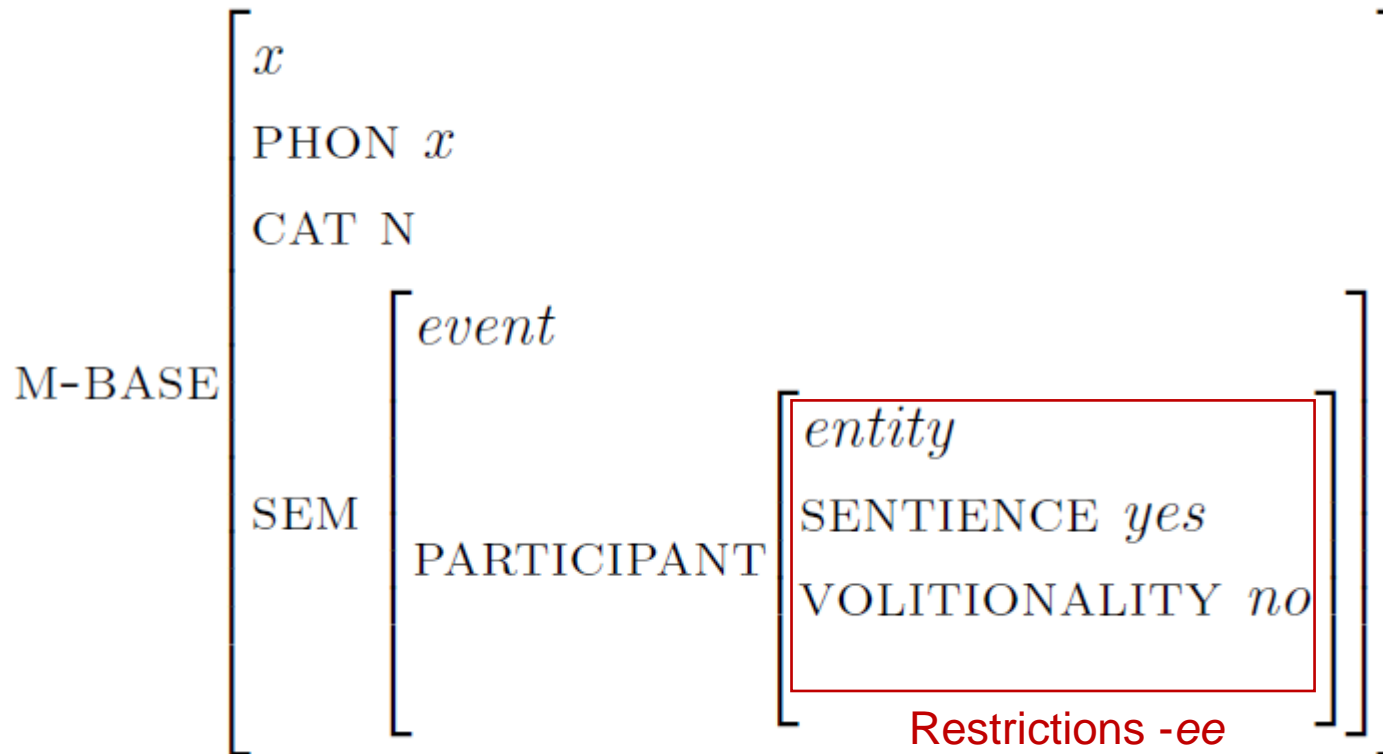 x
PHON x
CAT N
event
M-BASE
entity
SEM
SENTIENCE yes
PARTICIPANT
VOLITIONALITY no
Restrictions -ee